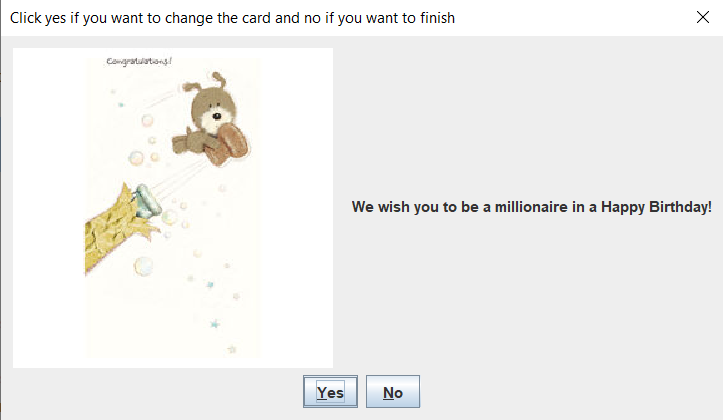 Click yes if you want to change the card and no if you want to finish
Congratulations!
We wish you to be a millionaire in a Happy Birthday!
Yes
No